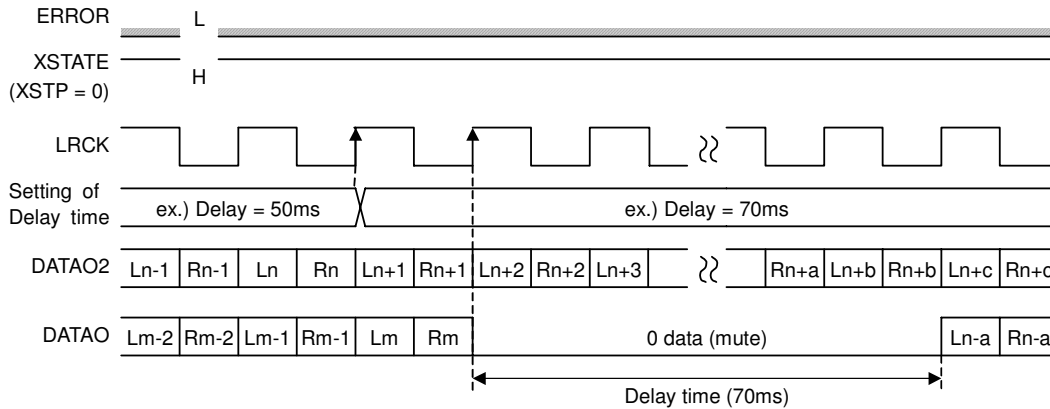 ERROR L
XSTATE
(XSTP = 0) H
LRCK
Setting of
Delay time ex.) Delay = 50ms ex.) Delay = 70ms
DATAO2 Ln-1 Rn-1 Ln Rn Ln+1 Rn+1 Ln+2 Rn+2 Ln+3 Rn+a Ln+b Rn+b Ln+c Rn+c
DATAO Lm-2 Rm-2 Lm-1 Rm-1 Lm Rm 0 data (mute) Ln-a Rn-a
Delay time (70ms)